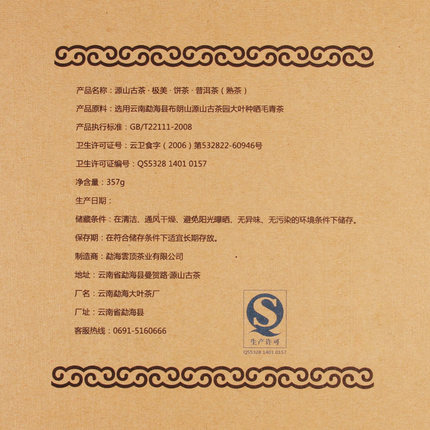 产品名称：源山古茶·极美·饼茶·普洱茶（熟茶）
产品原料：选用云南勐海县布朗山源山古茶园大叶种晒毛青茶
产品执行标准：GB/T22111-2008
卫生许可证号：云卫食字（2006）第532822-60946号
卫生许可证编号：QS5328 1401 0157
净含量：357g
生产日期：
储藏条件：在清洁、通风干燥、避免阳光曝晒、无异味、无污染的环境条件下储存。
保存期：在符合储存条件下适宜长期存放。
制造商：勐海雲顶茶业有限公司
地址：云南省勐海县曼贺路·源山古茶
厂名：云南勐海大叶茶厂
厂址：云南省勐海县
客服热线：0691-5160666
QS
生产许可
QS5328 1401 0157